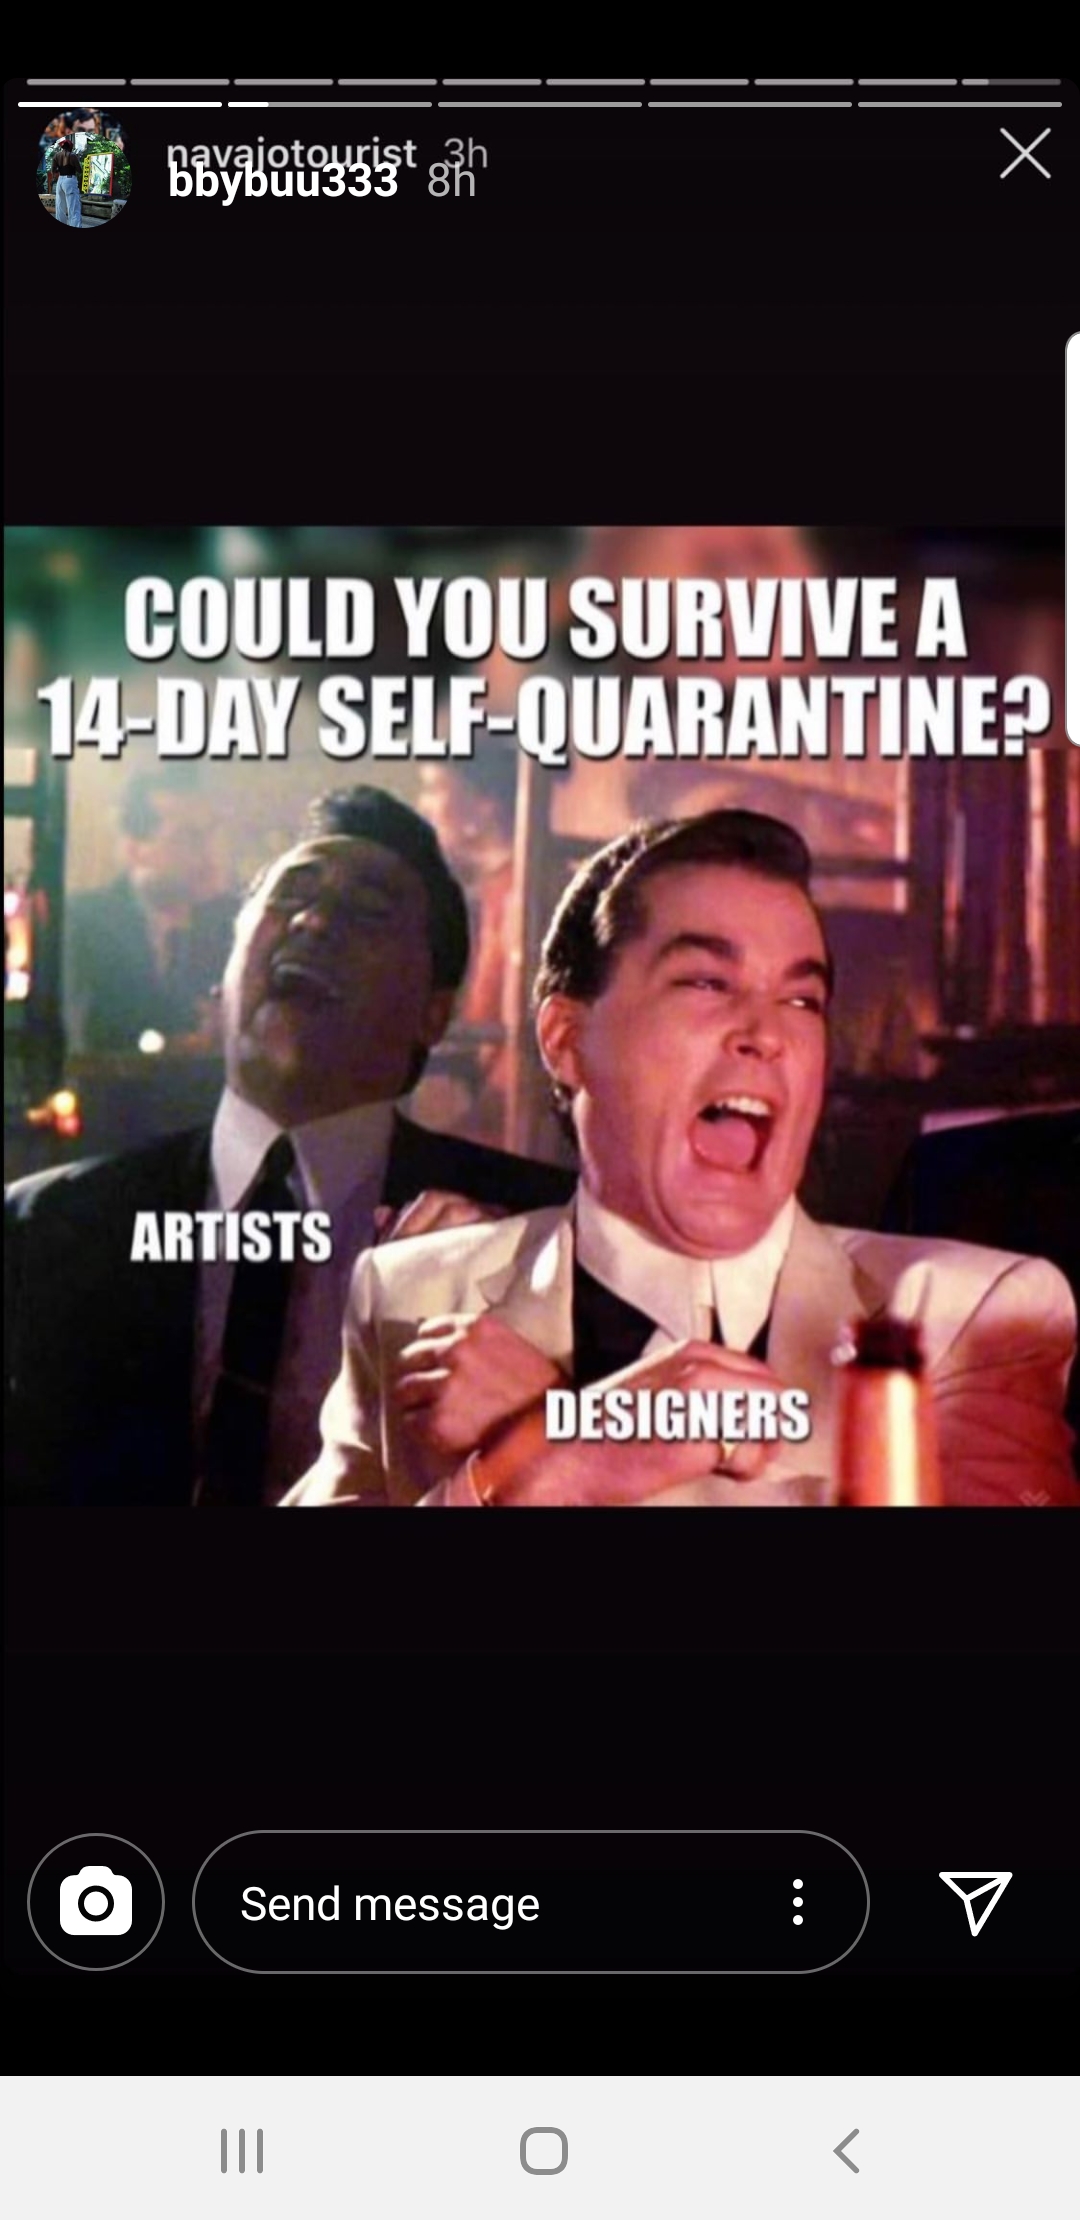 navajotourist 3h
bbybuu333 8h
COULD YOU SURVIVE A
14-DAY SELF-QUARANTINE?
ARTISTS
DESIGNERS
Send message